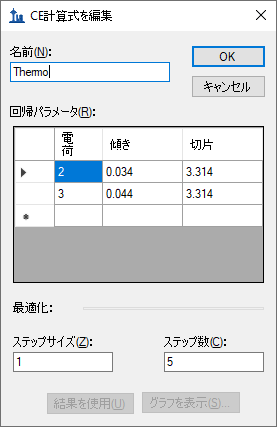 CE計算式を編集
名前(N):
Thermo
OK
キャンセル
回帰パラメータ(R):
電荷 傾き 切片
2 0.034 3.314
3 0.044 3.314
最適化:
ステップサイズ(Z): ステップ数(C):
1 5
結果を使用(U) グラフを表示(S)...